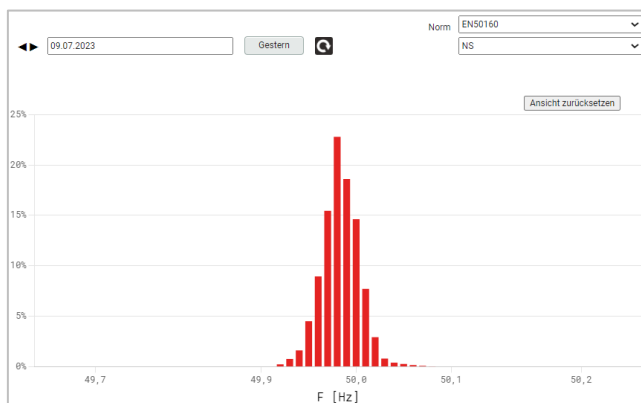 Norm EN50160
09.07.2023 Gestern NS
Ansicht zurücksetzen
25%
20%
15%
10%
5%
0%
49,7 49,9 50,0 50,1 50,2
F [Hz]